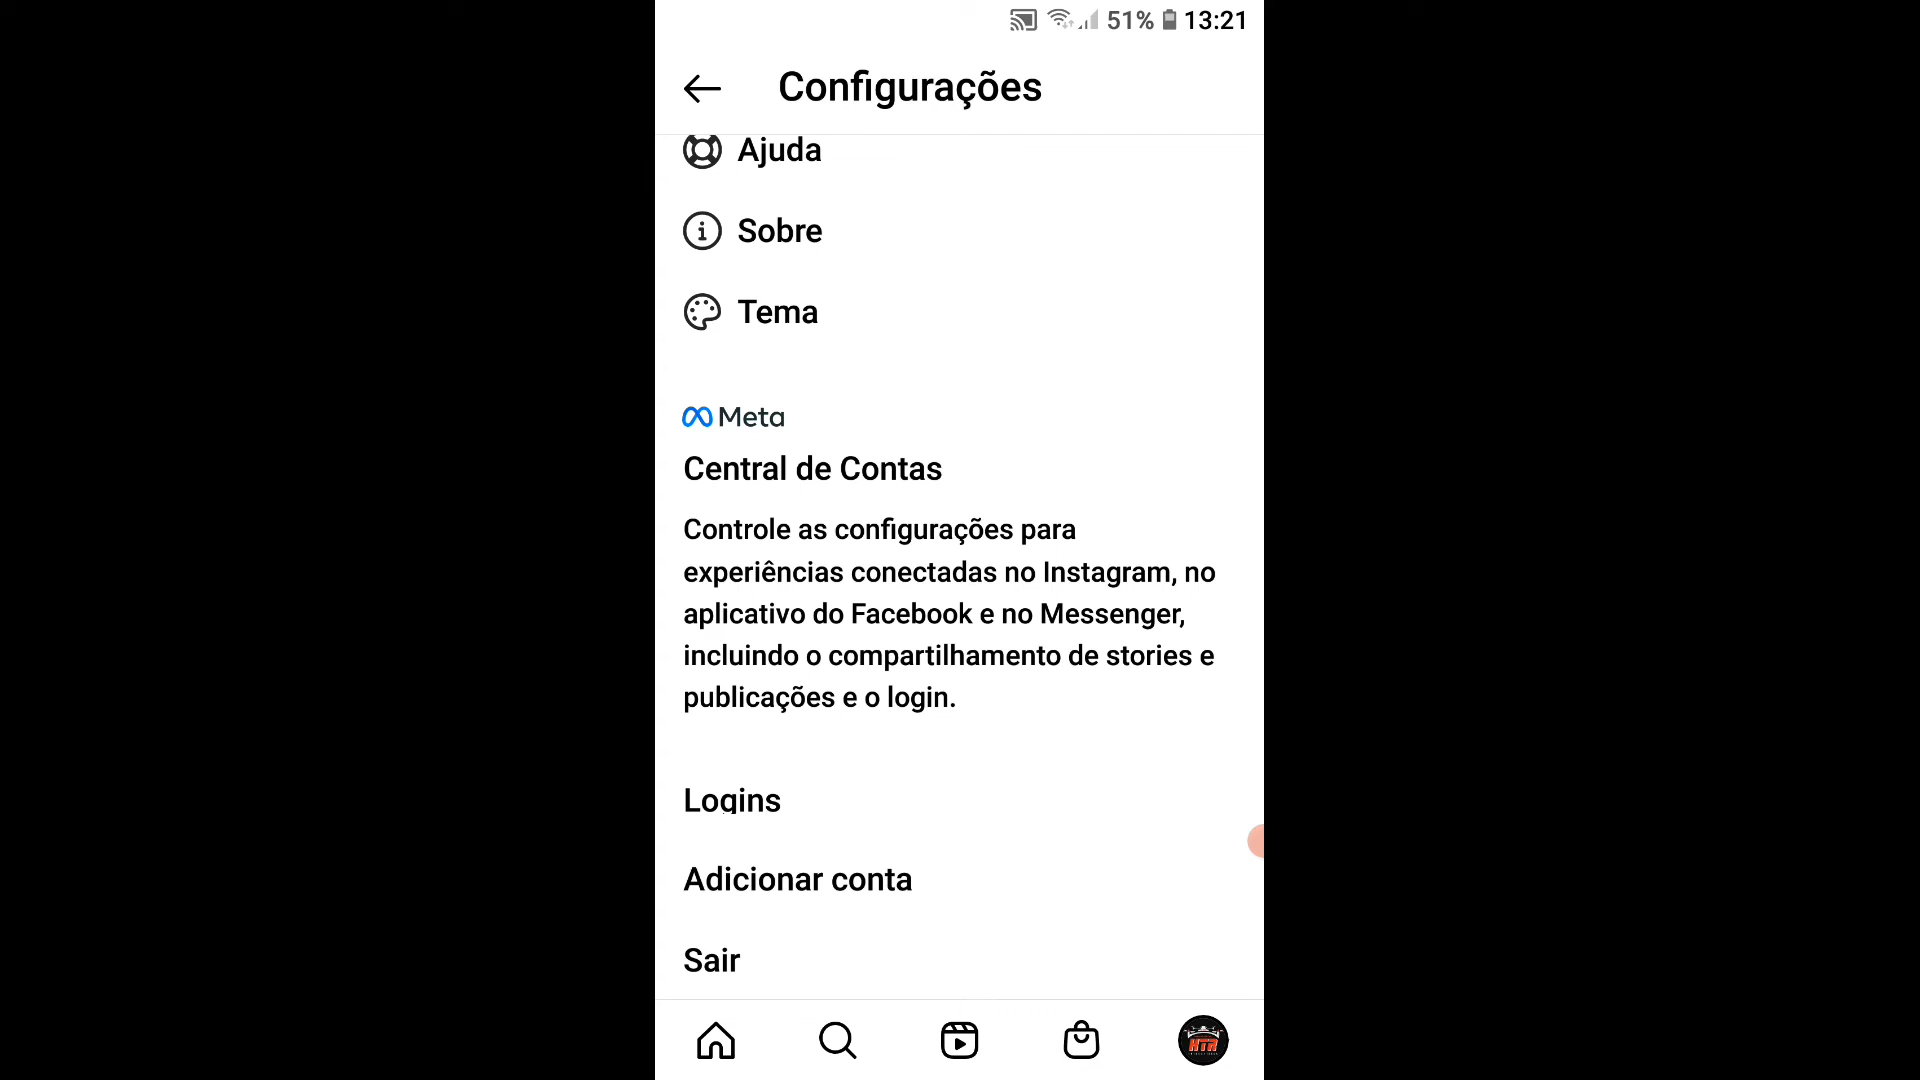 51% 13:21
Configurações
Ajuda
Sobre
Tema
Meta
Central de Contas
Controle as configurações para
experiências conectadas no Instagram, no
aplicativo do Facebook e no Messenger,
incluindo o compartilhamento de stories e
publicações e o login.
Logins
Adicionar conta
Sair
HTR